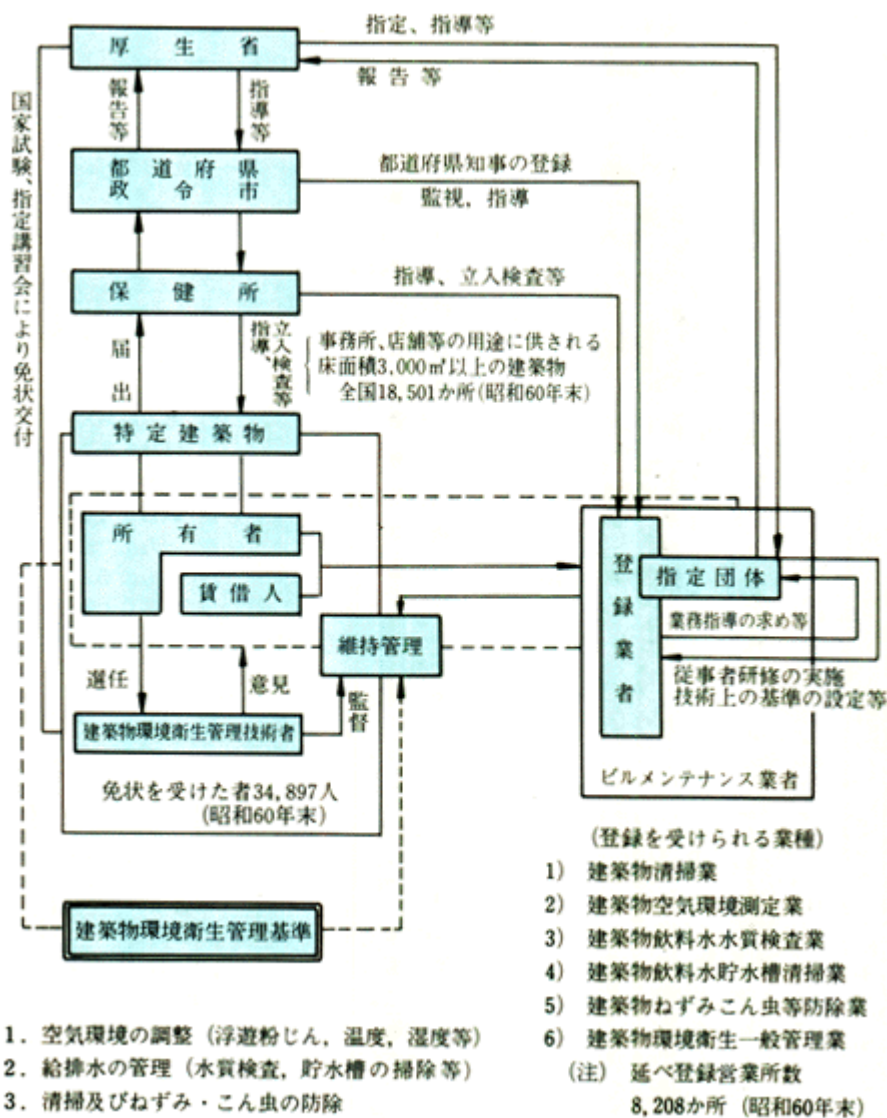 指定、指導等
厚生省
報告等
国家試験、指定講習会により免状交付
報告等
指導等
都道府県
政令市
都道府県知事の登録
監視，指導
保健所
指導、立入検査等
届出
指導、
立入検査等
事務所、店舗等の用途に供される
床面積3,000㎡以上の建築物
全国18,501か所(昭和60年末)
特定建築物
所有者
賃借人
登録業者
指定団体
業務指導の求め等
維持管理
従事者研修の実施
技術上の基準の設定等
選任
意見
監督
建築物環境衛生管理技術者
ビルメンテナンス業者
免状を受けた者34,897人
(昭和60年末)
建築物環境衛生管理基準
(登録を受けられる業種)
1) 建築物清掃業
2) 建築物空気環境測定業
3) 建築物飲料水水質検査業
4) 建築物飲料水貯水槽清掃業
5) 建築物ねずみこん虫等防除業
6) 建築物環境衛生一般管理業
(注) 延べ登録営業所数
8,208か所 (昭和60年末)
1. 空気環境の調整 (浮遊粉じん，温度，湿度等)
2. 給排水の管理 (水質検査，貯水槽の掃除等)
3. 清掃及びねずみ・こん虫の防除